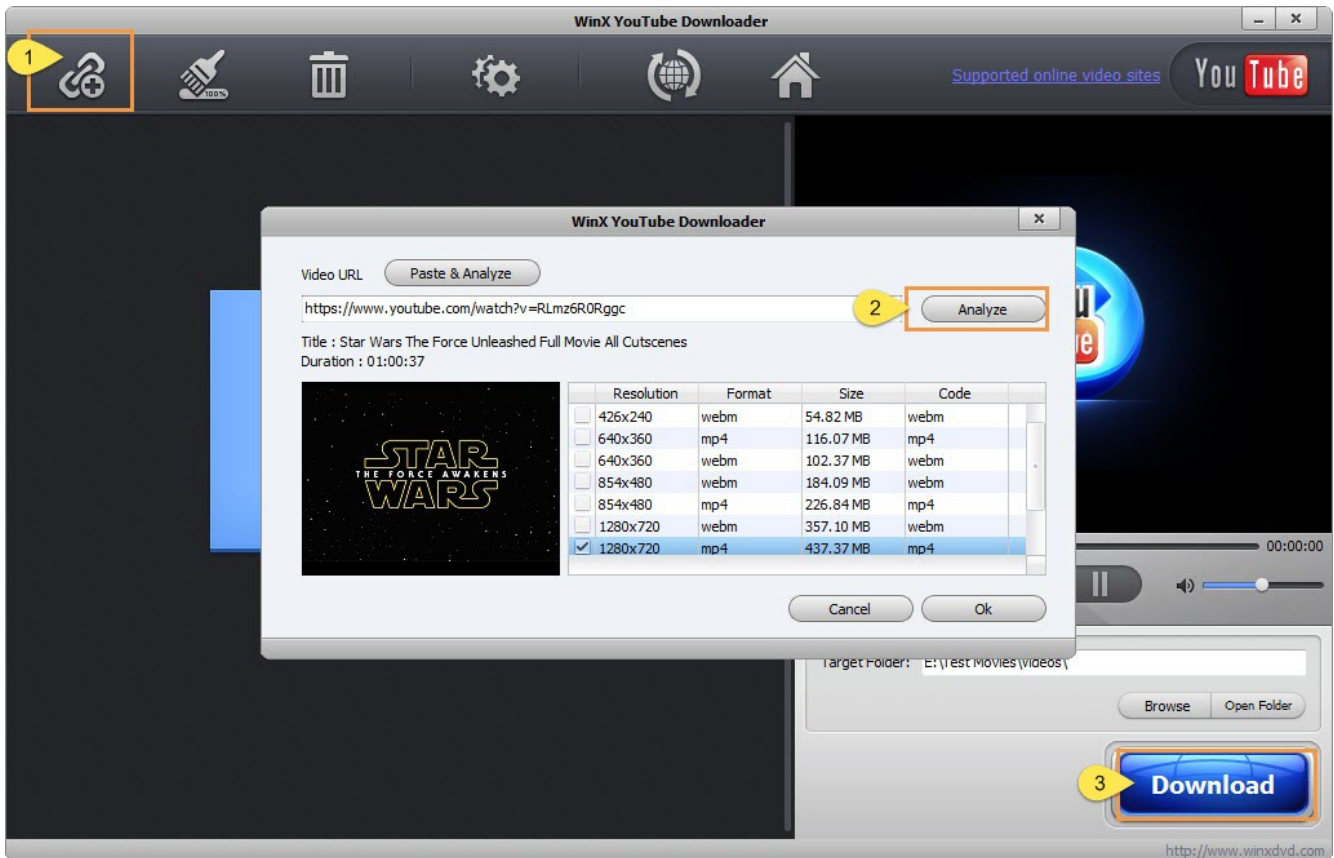 WinX YouTube Downloader
1
100%
Supported online video sites
You Tube
WinX YouTube Downloader
Video URL Paste & Analyze
https://www.youtube.com/watch?v=RLmz6R0Rggc
2
Analyze
Title : Star Wars The Force Unleashed Full Movie All Cutscenes
Duration : 01:00:37
STAR
THE FORCE AWAKENS
WARS
Resolution Format Size Code
426x240 webm 54.82 MB webm
640x360 mp4 116.07 MB mp4
640x360 webm 102.37 MB webm
854x480 webm 184.09 MB webm
854x480 mp4 226.84 MB mp4
1280x720 webm 357.10 MB webm
1280x720 mp4 437.37 MB mp4
Cancel Ok
00:00:00
Target Folder: E:\Test Movies\Videos\
Browse Open Folder
3
Download
http://www.winxdvd.com